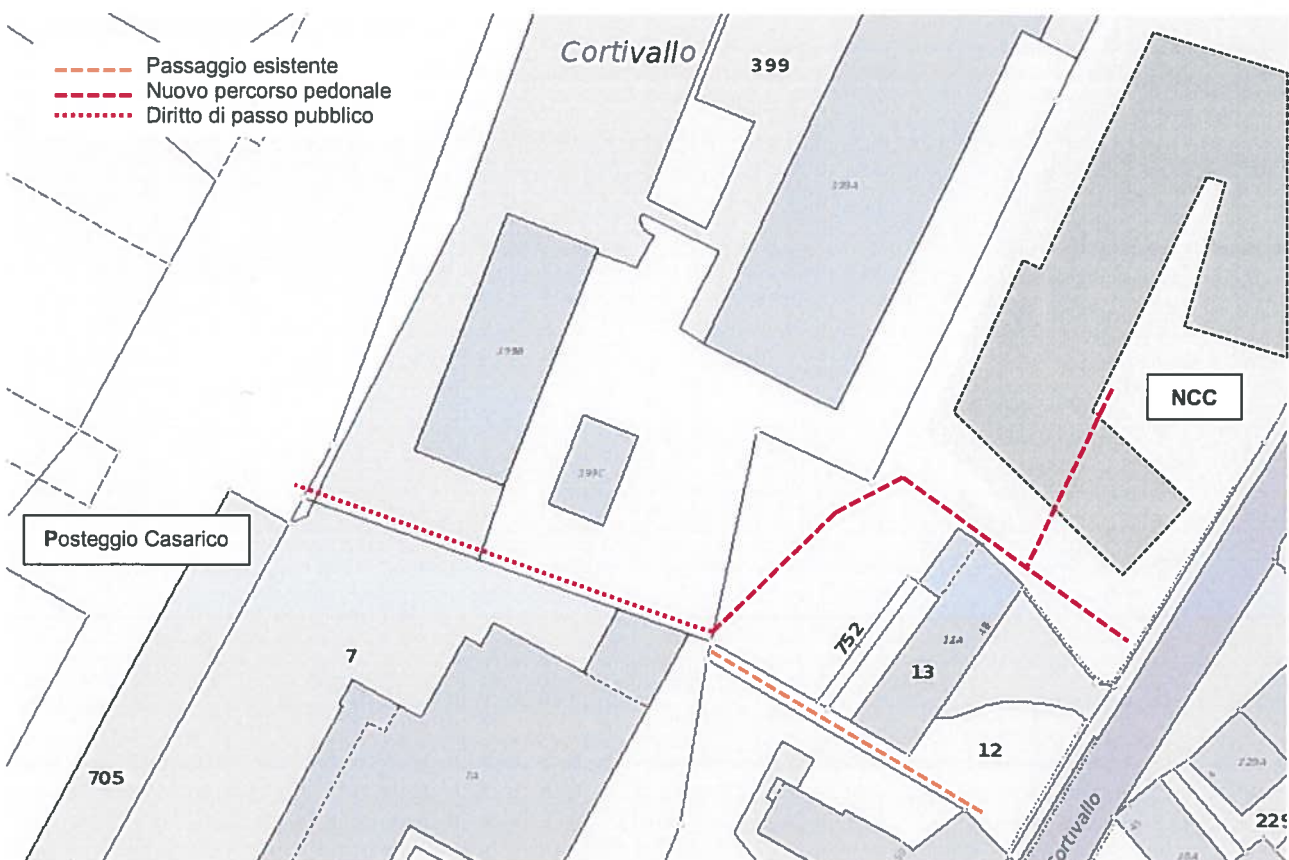 Passaggio esistente
Nuovo percorso pedonale
Diritto di passo pubblico
Cortivallo
399
399A
399B
399C
NCC
Posteggio Casarico
752
13
7
12
705
7A
229A
Cortivallo